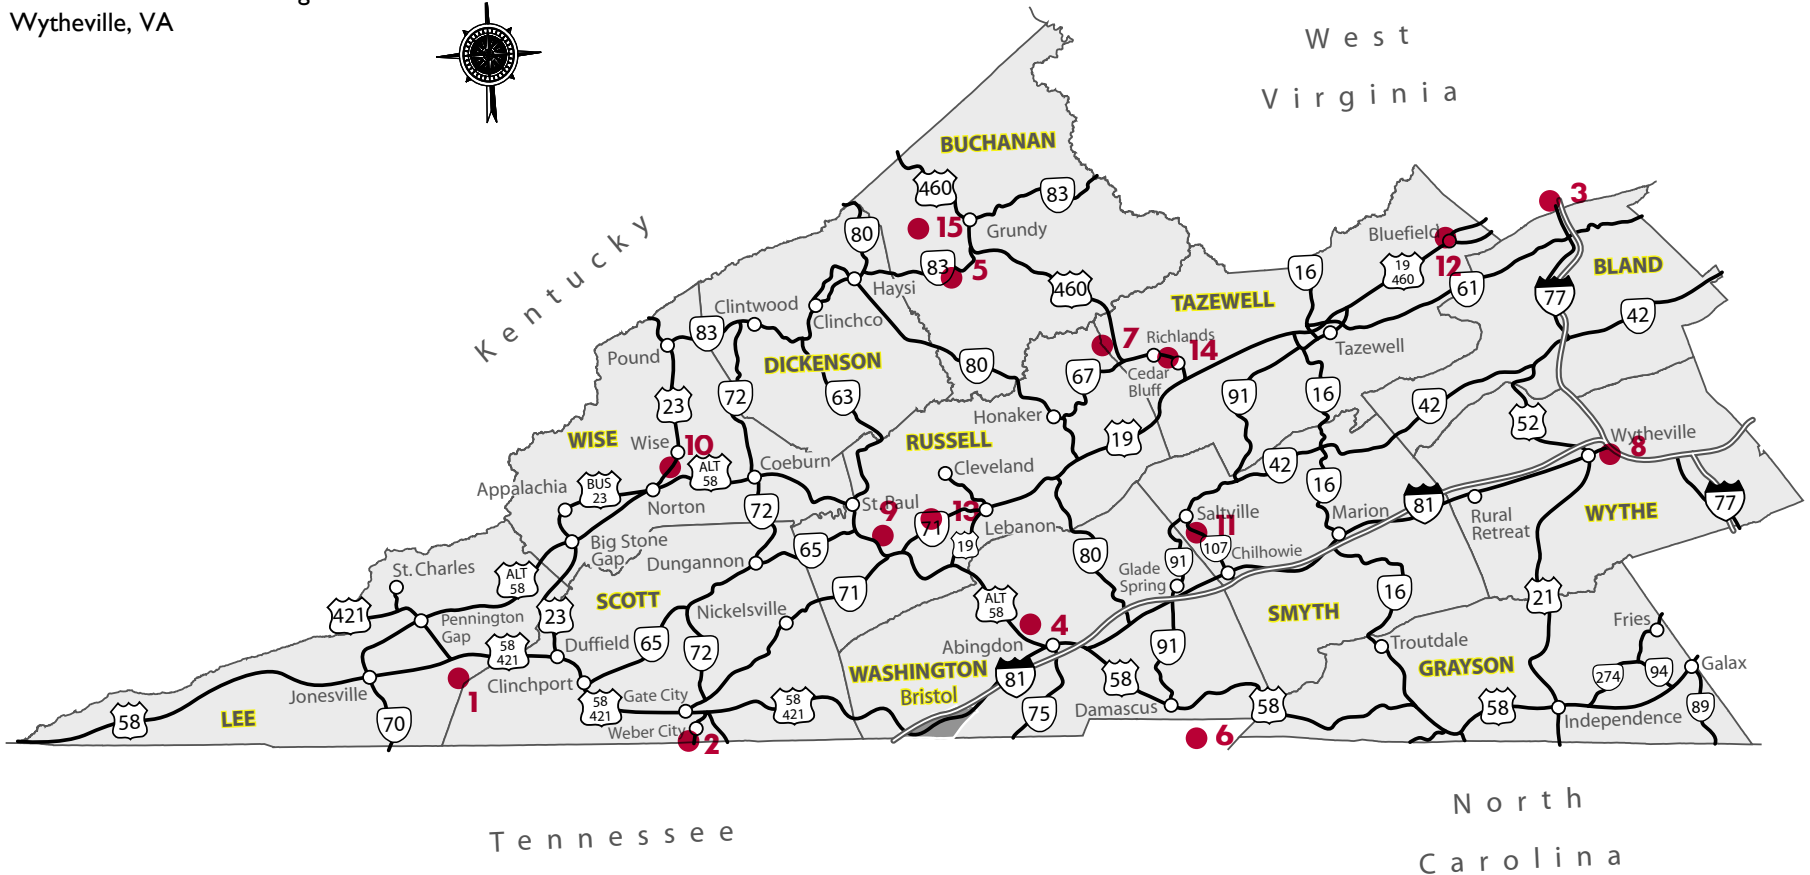 Wytheville, VA
West
Virginia
Kentucky
BUCHANAN
460
83
80
15
Grundy
83
5
Haysi
Bluefield
3
16
19
460
12
61
BLAND
77
42
TAZEWELL
460
Clintwood
Clinchco
83
Pound
DICKENSON
7
Richlands
14
Tazewell
Cedar
Bluff
80
67
23
72
63
91
16
42
52
Honaker
WISE
Wise
10
RUSSELL
19
Wytheville
8
ALT
58
Coeburn
Cleveland
42
Appalachia
BUS
23
Norton
72
St. Paul
9
71
13
Lebanon
16
81
Rural
Retreat
WYTHE
77
Saltville
11
107
Marion
Chilhowie
Big Stone
Gap
Dungannon
65
19
80
91
Glade
Spring
St. Charles
ALT
58
SCOTT
71
ALT
58
16
21
421
Pennington
Gap
23
Nickelsville
SMYTH
Fries
58
421
Duffield
65
72
Abingdon
4
91
Troutdale
GRAYSON
274
94
Galax
Jonesville
1
Clinchport
WASHINGTON
Bristol
81
58
LEE
58
70
58
421
Gate City
58
421
75
Damascus
58
58
Independence
89
Weber City
2
6
Tennessee
North
Carolina